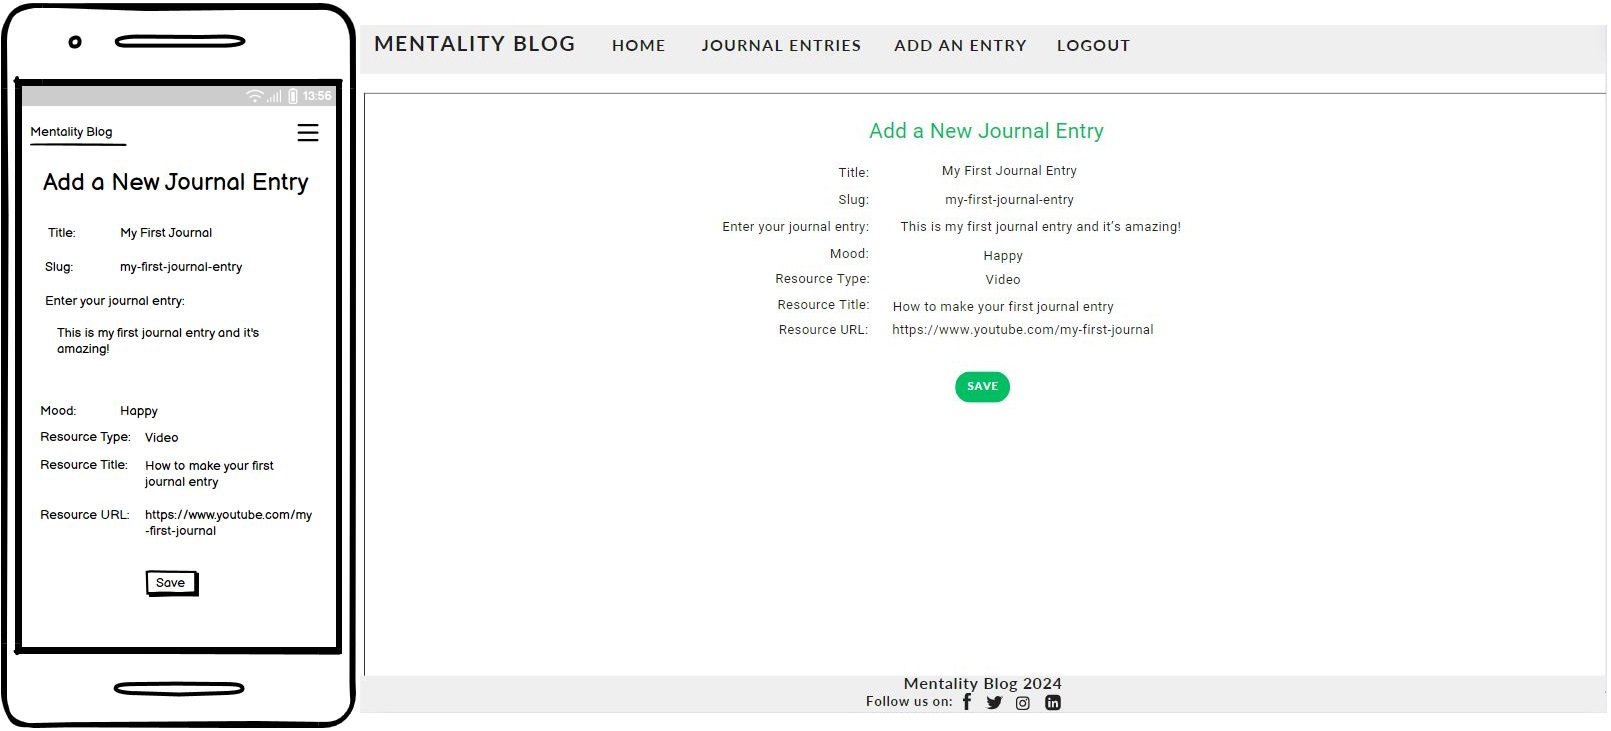 13:56
Mentality Blog
Add a New Journal Entry
Title: My First Journal
Slug: my-first-journal-entry
Enter your journal entry:
This is my first journal entry and it's
amazing!
Mood: Happy
Resource Type: Video
Resource Title: How to make your first
journal entry
Resource URL: https://www.youtube.com/my
-first-journal
Save
MENTALITY BLOG HOME JOURNAL ENTRIES ADD AN ENTRY LOGOUT
Add a New Journal Entry
Title: My First Journal Entry
Slug: my-first-journal-entry
Enter your journal entry: This is my first journal entry and it's amazing!
Mood: Happy
Resource Type: Video
Resource Title: How to make your first journal entry
Resource URL: https://www.youtube.com/my-first-journal
SAVE
Mentality Blog 2024
Follow us on: